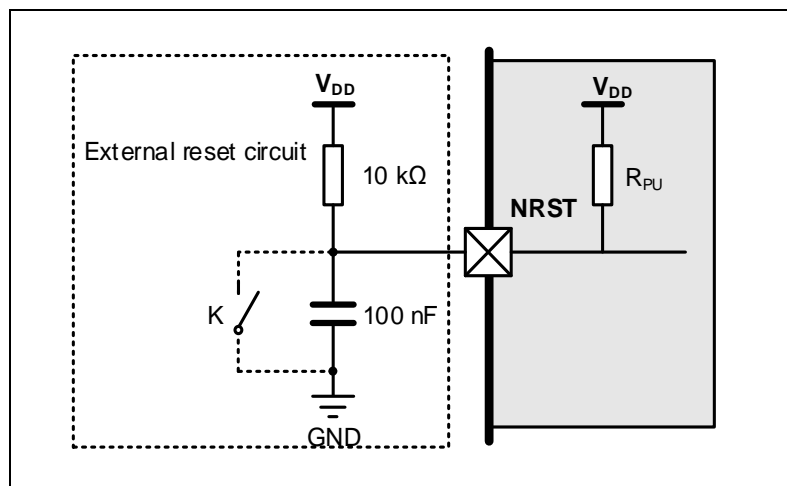 V_DD
V_DD
External reset circuit
10 kΩ
R_PU
NRST
K
100 nF
GND